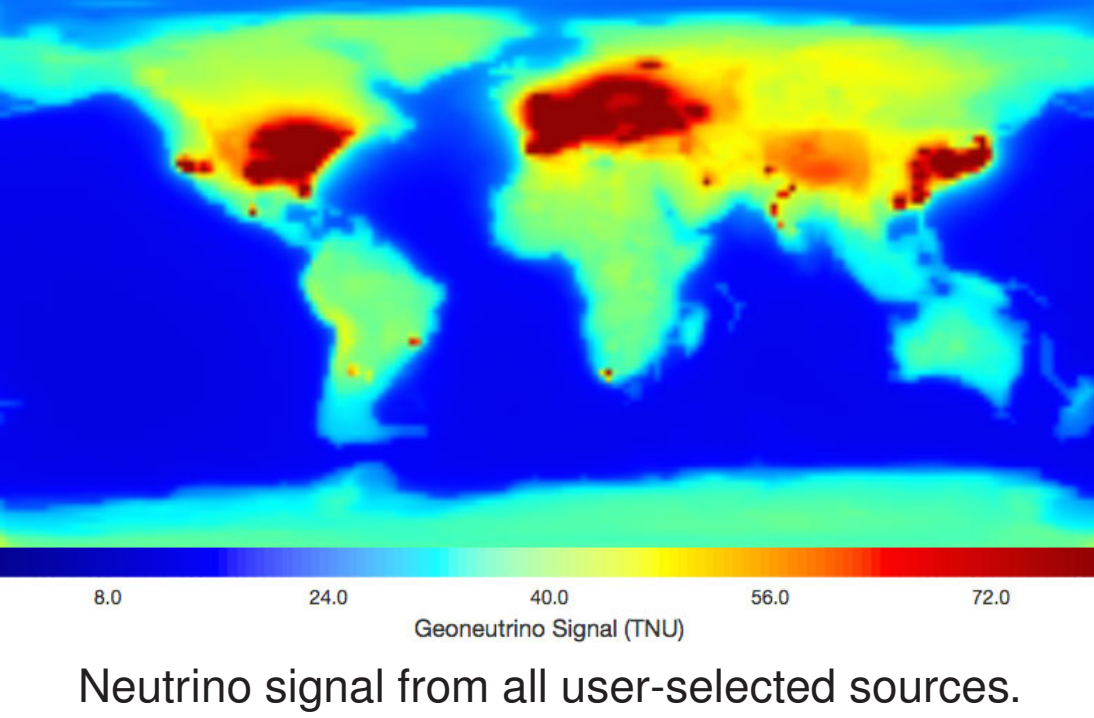 8.0 24.0 40.0 56.0 72.0
Geoneutrino Signal (TNU)
Neutrino signal from all user-selected sources.